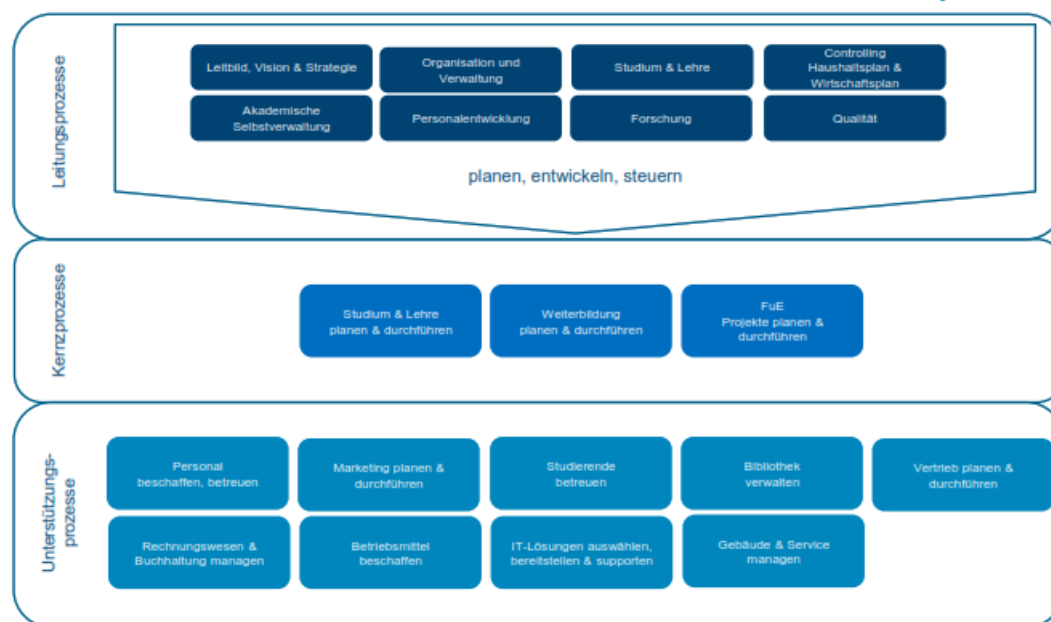 Leitungsprozesse
Leitbild, Vision & Strategie
Organisation und
Verwaltung
Studium & Lehre
Controlling
Haushaltsplan &
Wirtschaftsplan
Akademische
Selbstverwaltung
Personalentwicklung
Forschung
Qualität
planen, entwickeln, steuern
Kernzprozesse
Studium & Lehre
planen & durchführen
Weiterbildung
planen & durchführen
FuE
Projekte planen &
durchführen
Unterstützungs-
prozesse
Personal
beschaffen, betreuen
Marketing planen &
durchführen
Studierende
betreuen
Bibliothek
verwalten
Vertrieb planen &
durchführen
Rechnungswesen &
Buchhaltung managen
Betriebsmittel
beschaffen
IT-Lösungen auswählen,
bereitstellen & supporten
Gebäude & Service
managen